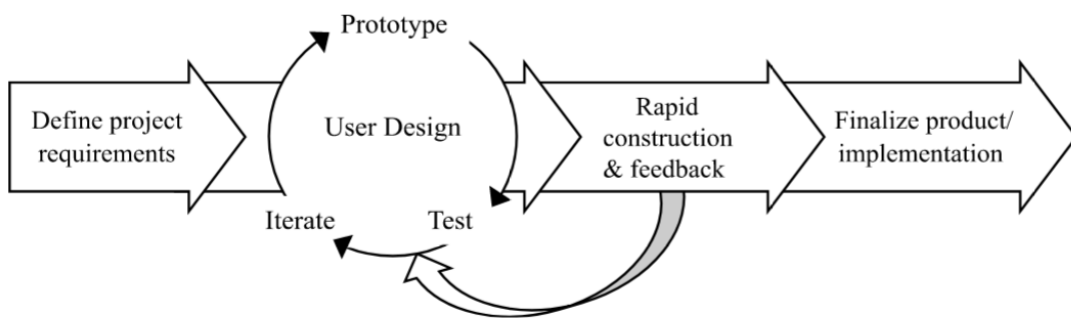 Prototype
Define project
requirements
User Design
Iterate
Test
Rapid
construction
& feedback
Finalize product/
implementation